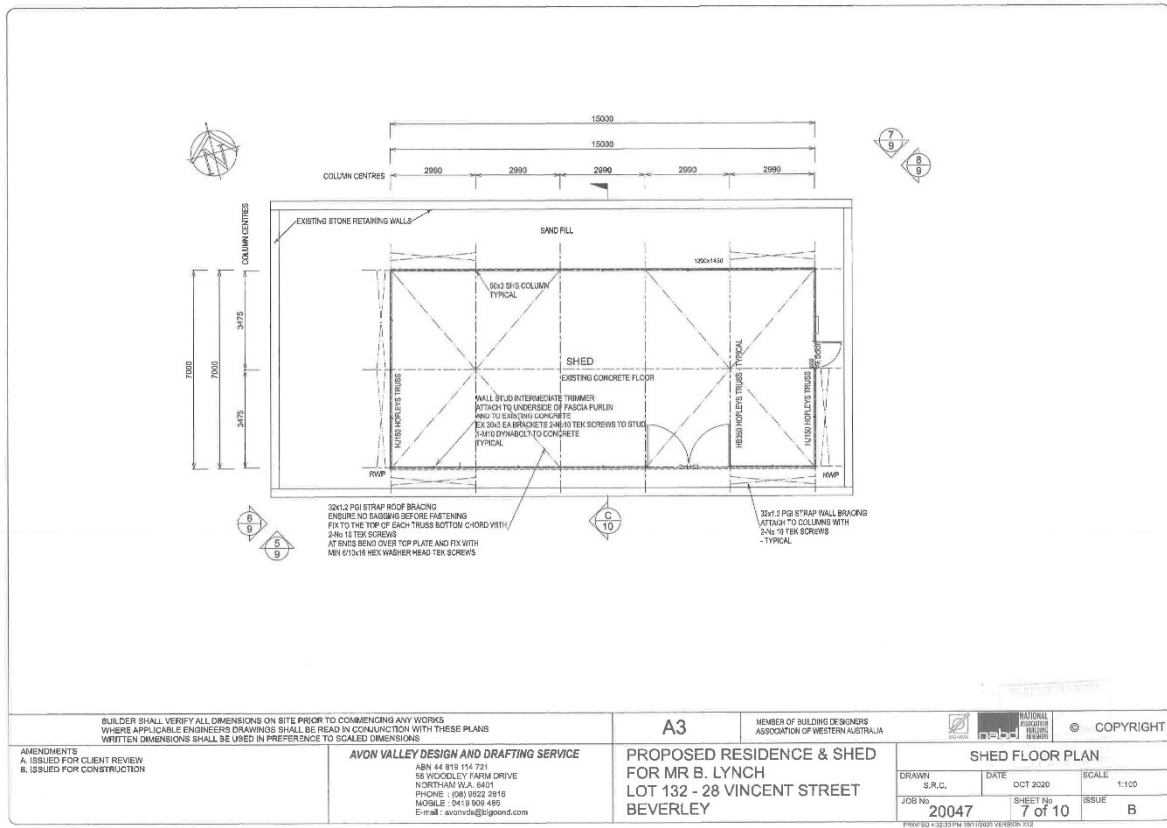 15000
15000
COLUMN CENTRES
2990
2990
2990
2990
2990
7
9
8
9
EXISTING STONE RETAINING WALLS
SAND FILL
COLUMN CENTRES
1200x1450
SHS COLUMN
TYPICAL
7000
7000
3475
3475
SHED
EXISTING CONCRETE FLOOR
WALL STUD INTERMEDIATE TRIMMER
ATTACH TO UNDERSIDE OF FASCIA PURLIN
AND TO EXISTING CONCRETE
EX 30x3 EA BRACKETS 2-No10 TEK SCREWS TO STUD
1-M10 DYNABOLT TO CONCRETE
TYPICAL
HJ150 HOPLEYS TRUSS
HB350 HOPLEYS TRUSS - TYPICAL
HJ150 HOPLEYS TRUSS
DOOR
RWP
RWP
32x1.2 PGI STRAP ROOF BRACING
ENSURE NO SAGGING BEFORE FASTENING
FIX TO THE TOP OF EACH TRUSS BOTTOM CHORD WITH
2-No 10 TEK SCREWS
AT ENDS BEND OVER TOP PLATE AND FIX WITH
MIN 6/10x16 HEX WASHER HEAD TEK SCREWS
32x1.2 PGI STRAP WALL BRACING
ATTACH TO COLUMNS WITH
2-No 10 TEK SCREWS
- TYPICAL
6
9
5
9
C
10
BUILDER SHALL VERIFY ALL DIMENSIONS ON SITE PRIOR TO COMMENCING ANY WORKS
WHERE APPLICABLE ENGINEERS DRAWINGS SHALL BE READ IN CONJUNCTION WITH THESE PLANS
WRITTEN DIMENSIONS SHALL BE USED IN PREFERENCE TO SCALED DIMENSIONS
A3
MEMBER OF BUILDING DESIGNERS
ASSOCIATION OF WESTERN AUSTRALIA
nabd
NATIONAL
ASSOCIATION
BUILDING
DESIGNERS
© COPYRIGHT
AMENDMENTS
A. ISSUED FOR CLIENT REVIEW
B. ISSUED FOR CONSTRUCTION
AVON VALLEY DESIGN AND DRAFTING SERVICE
ABN 44 819 114 721
58 WOODLEY FARM DRIVE
NORTHAM W.A. 6401
PHONE : (08) 9622 2816
MOBILE : 0419 909 485
E-mail : avonvds@bigpond.com
PROPOSED RESIDENCE & SHED
FOR MR B. LYNCH
LOT 132 - 28 VINCENT STREET
BEVERLEY
SHED FLOOR PLAN
DRAWN
S.R.C.
DATE
OCT 2020
SCALE
1:100
JOB No
20047
SHEET No
7 of 10
ISSUE
B